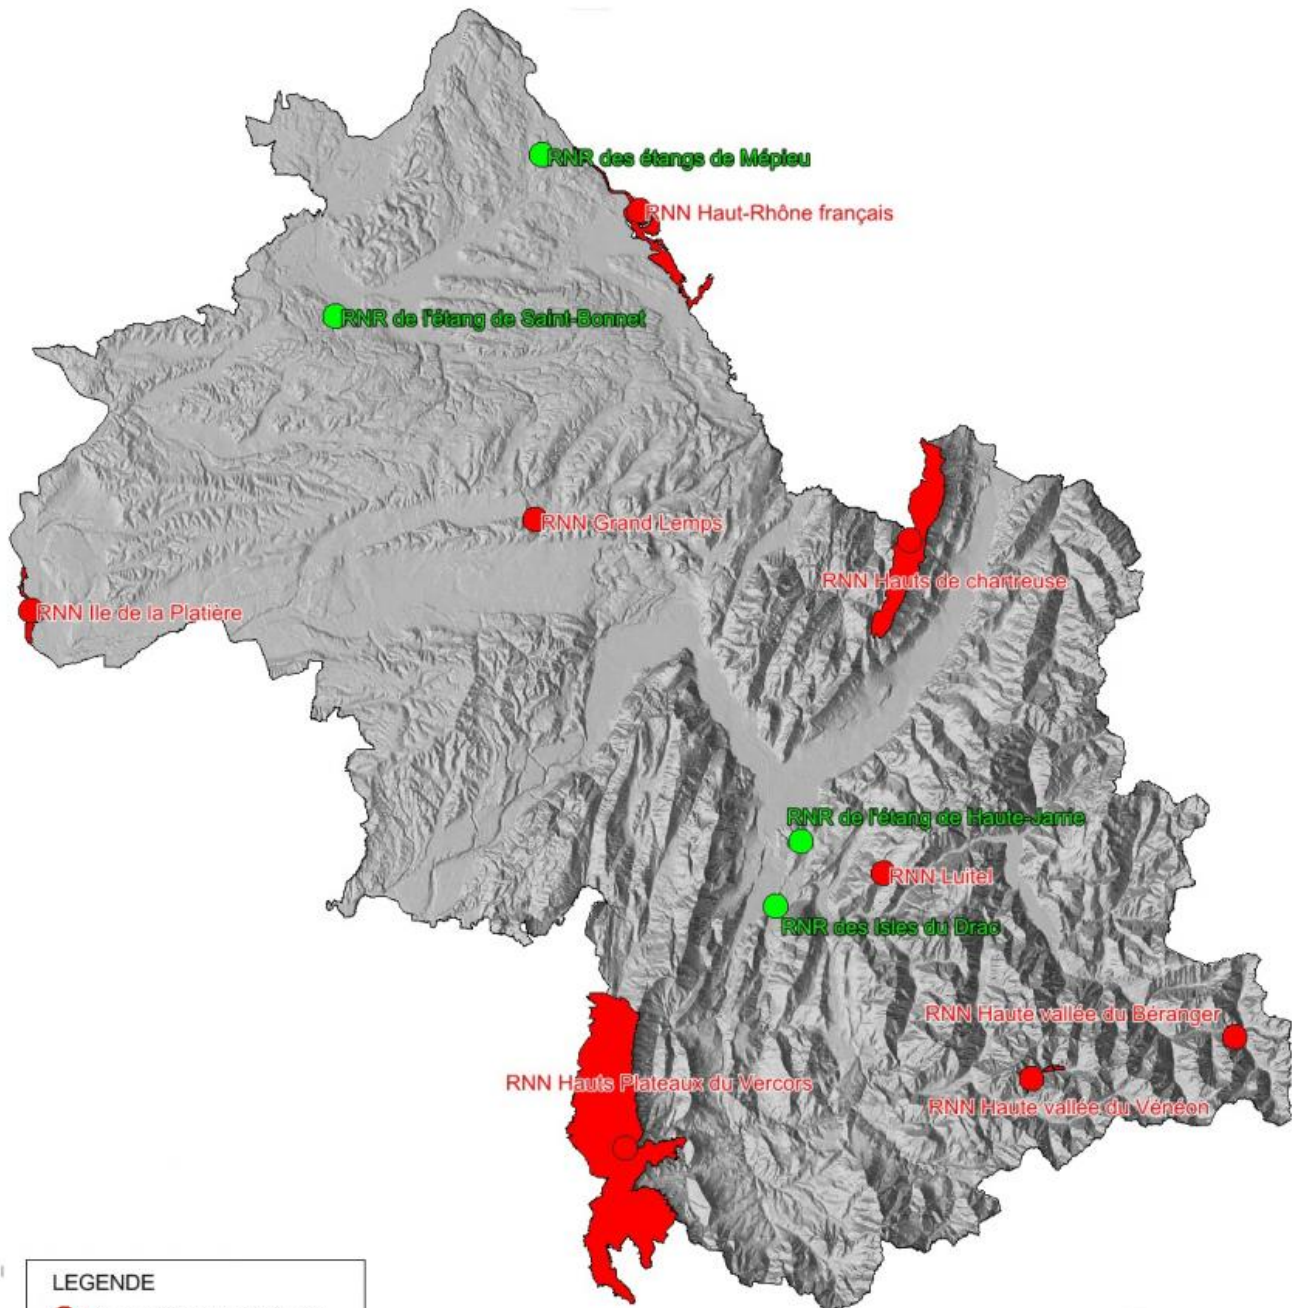 RNR des étangs de Mépieu
RNN Haut-Rhône français
RNR de l'étang de Saint-Bonnet
RNN Grand Lemps
RNN Hauts de chartreuse
RNN Ile de la Platière
RNR de l'étang de Haute-Jarrie
RNN Luitel
RNR des Isles du Drac
RNN Haute vallée du Béranger
RNN Hauts Plateaux du Vercors
RNN Haute vallée du Vénéon
LEGENDE